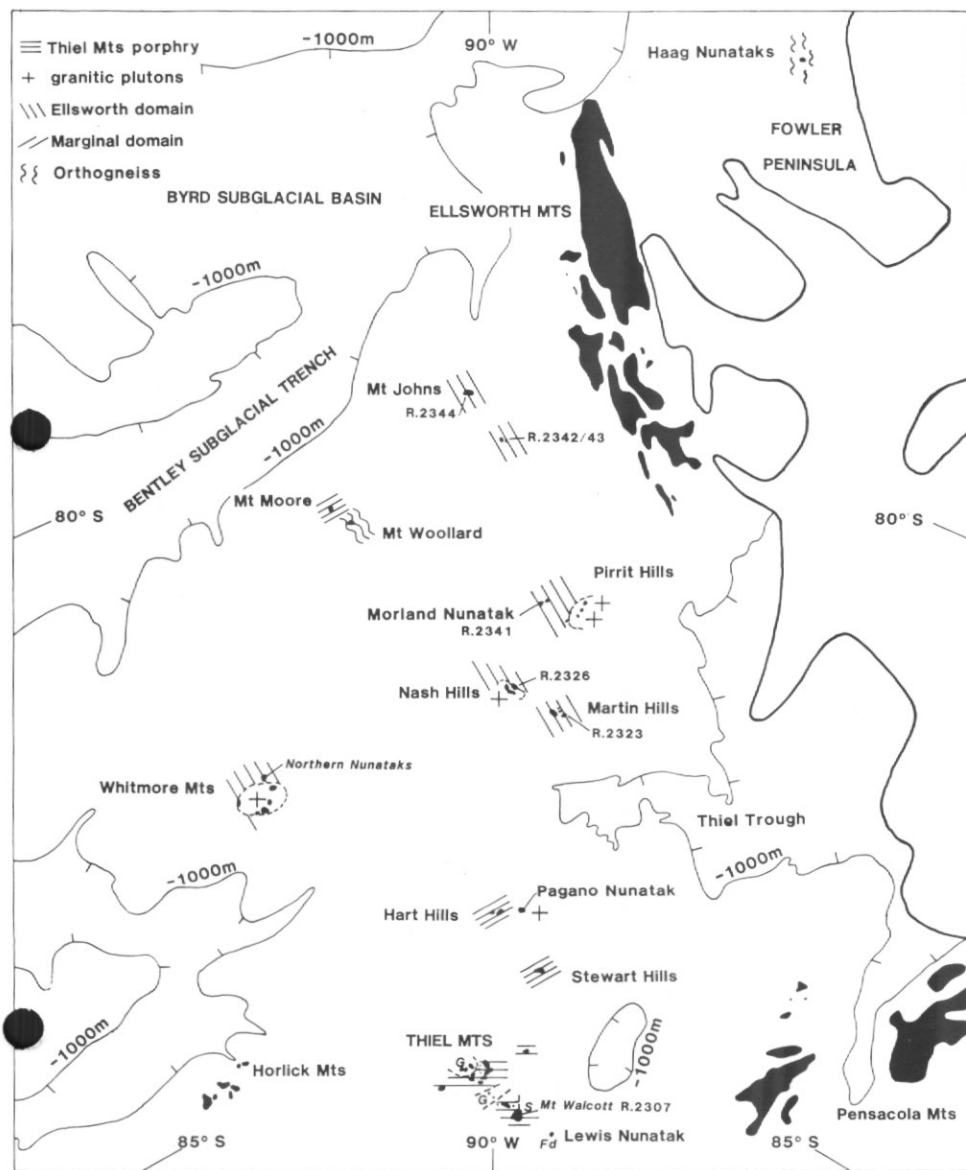 Thiel Mts porphry
granitic plutons
Ellsworth domain
Marginal domain
Orthogneiss
-1000m
90° W
Haag Nunataks
FOWLER
PENINSULA
BYRD SUBGLACIAL BASIN
ELLSWORTH MTS
-1000m
BENTLEY SUBGLACIAL TRENCH
-1000m
Mt Johns
R.2344
R.2342/43
80° S
Mt Moore
Mt Woollard
80° S
Pirrit Hills
Morland Nunatak
R.2341
Nash Hills
R.2326
Martin Hills
R.2323
Northern Nunataks
Whitmore Mts
Thiel Trough
-1000m
-1000m
Hart Hills
Pagano Nunatak
Stewart Hills
-1000m
THIEL MTS
G
-1000m
Horlick Mts
G
S
Mt Walcott R.2307
Pensacola Mts
85° S
90° W
Fd
Lewis Nunatak
85° S